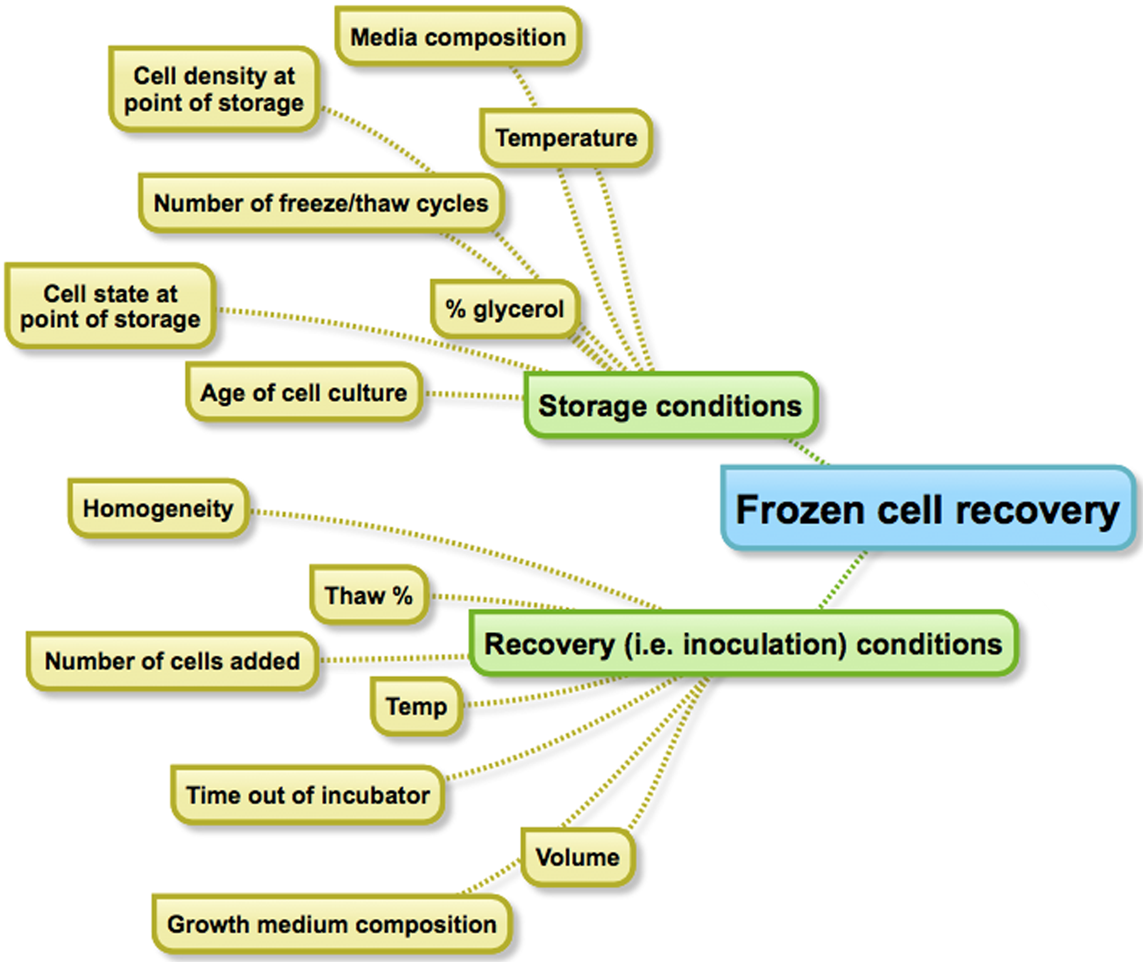 Media composition
Cell density at
point of storage
Temperature
Number of freeze/thaw cycles
Cell state at
point of storage
% glycerol
Age of cell culture
Storage conditions
Frozen cell recovery
Homogeneity
Thaw %
Recovery (i.e. inoculation) conditions
Number of cells added
Temp
Time out of incubator
Volume
Growth medium composition